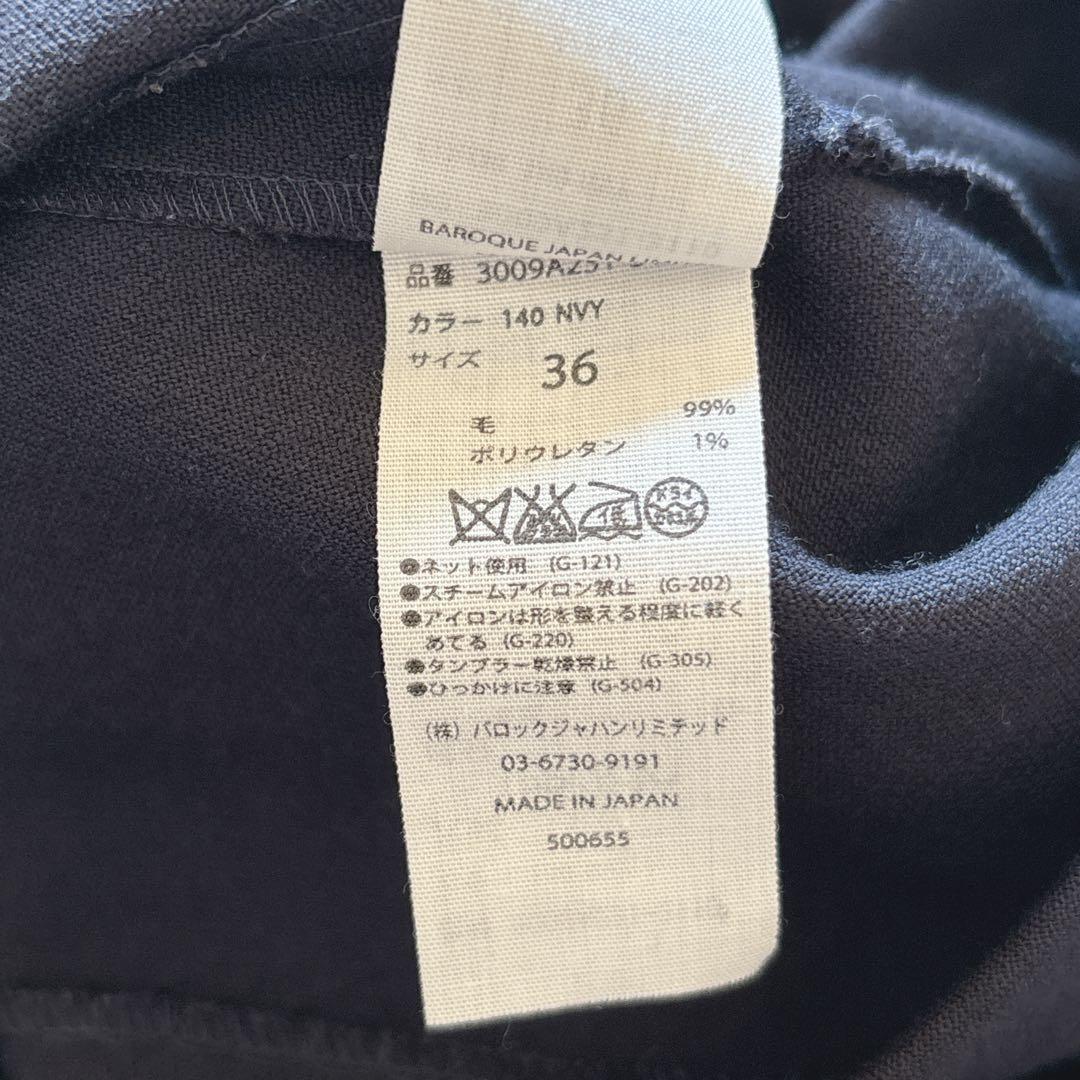 BAROQUE JAPAN
品番 3009AZ51
カラー 140 NVY
サイズ 36
毛 99%
ポリウレタン 1%
●ネット使用 (G-121)
●スチームアイロン禁止 (G-202)
●アイロンは形を整える程度に軽く
あてる (G-220)
●タンブラー乾燥禁止 (G-305)
●ひっかけに注意 (G-504)
(株) バロックジャパンリミテッド
03-6730-9191
MADE IN JAPAN
500655